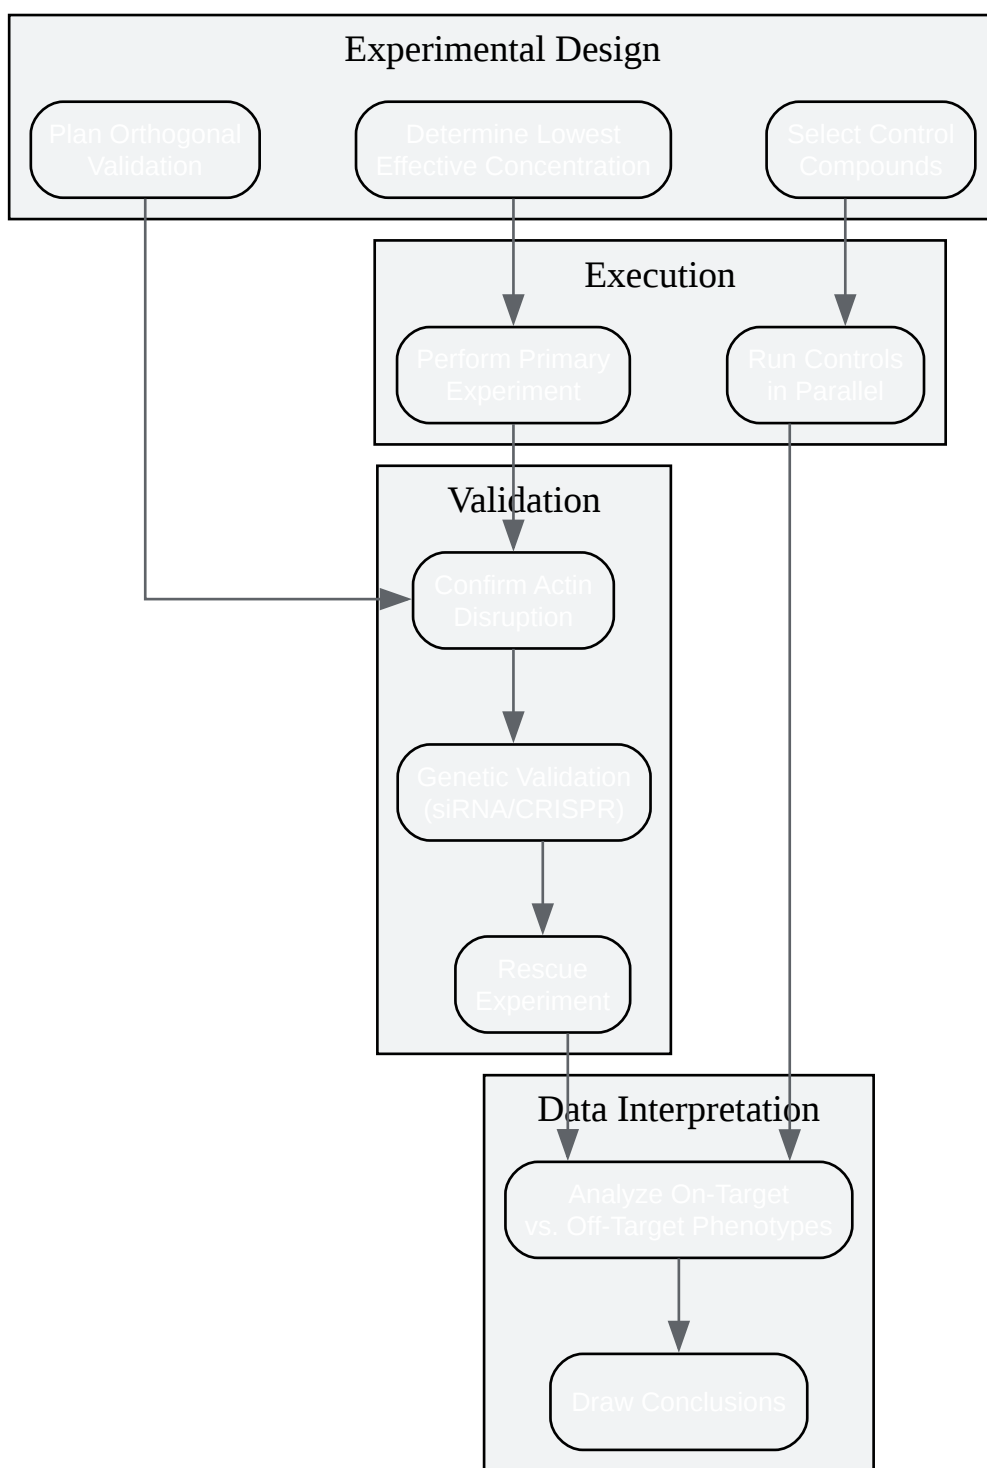 Experimental Design
Plan Orthogonal
Validation
Determine Lowest
Effective Concentration
Select Control
Compounds
Execution
Perform Primary
Experiment
Run Controls
in Parallel
Validation
Confirm Actin
Disruption
Genetic Validation
(siRNA/CRISPR)
Rescue
Experiment
Data Interpretation
Analyze On-Target
vs. Off-Target Phenotypes
Draw Conclusions